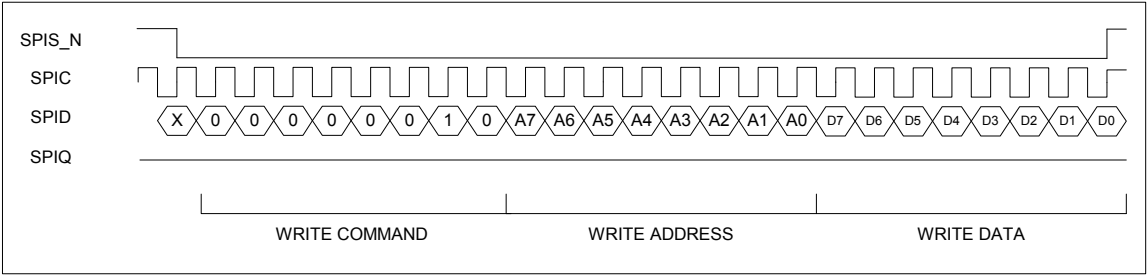 SPIS_N
SPIC
SPID X 0 0 0 0 0 0 1 0 A7 A6 A5 A4 A3 A2 A1 A0 D7 D6 D5 D4 D3 D2 D1 D0
SPIQ
WRITE COMMAND WRITE ADDRESS WRITE DATA